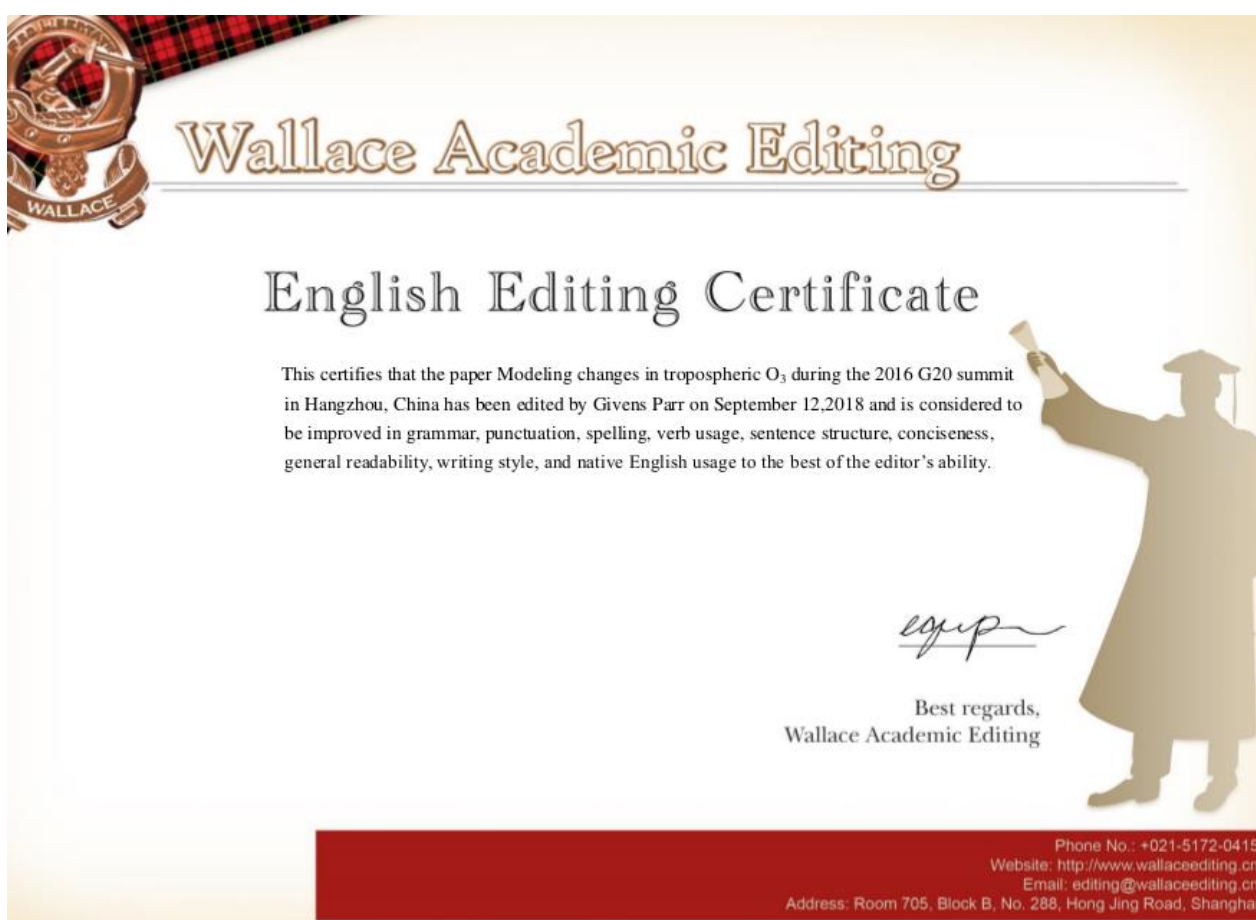 WALLACE
Wallace Academic Editing
English Editing Certificate
This certifies that the paper Modeling changes in tropospheric O₃ during the 2016 G20 summit
in Hangzhou, China has been edited by Givens Parr on September 12,2018 and is considered to
be improved in grammar, punctuation, spelling, verb usage, sentence structure, conciseness,
general readability, writing style, and native English usage to the best of the editor's ability.
Best regards,
Wallace Academic Editing
Phone No.: +021-5172-0415
Website: http://www.wallaceediting.cn
Email: editing@wallaceediting.cn
Address: Room 705, Block B, No. 288, Hong Jing Road, Shangha